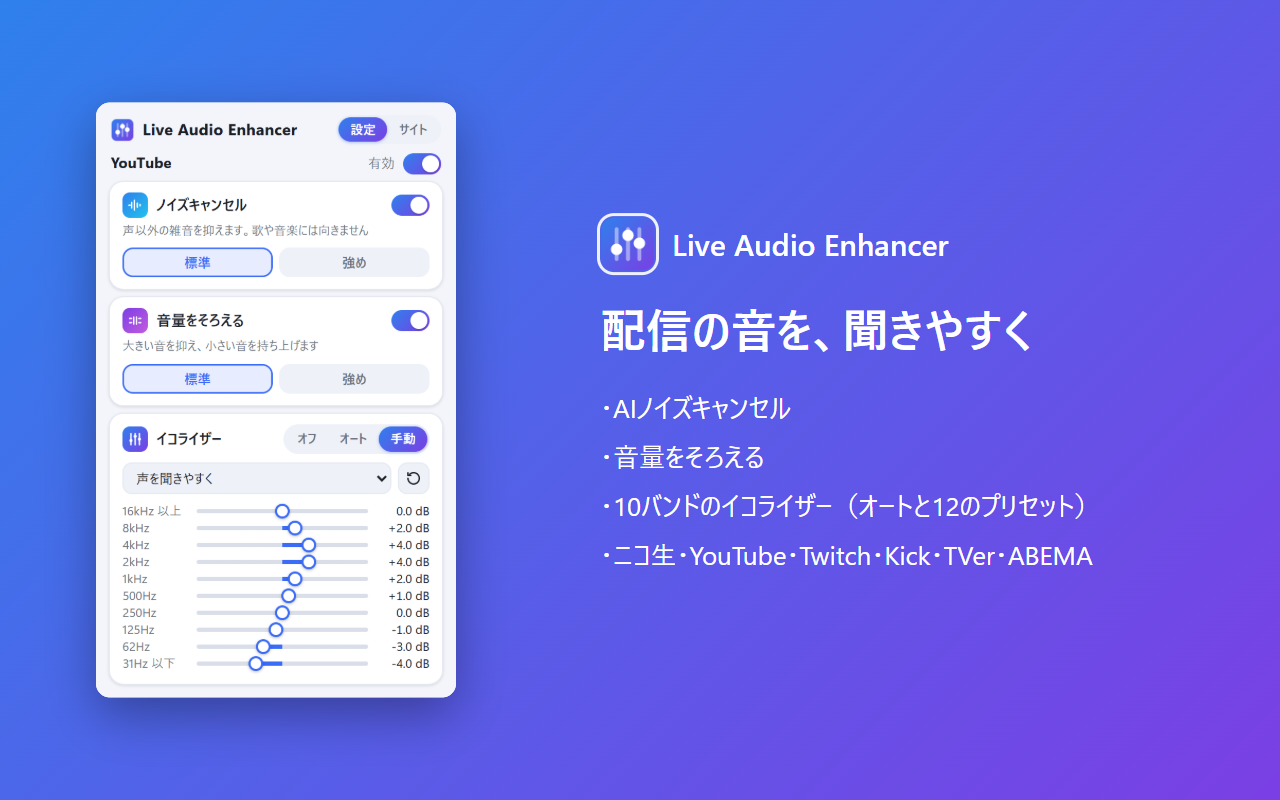 Live Audio Enhancer 設定 サイト
YouTube 有効
ノイズキャンセル
声以外の雑音を抑えます。歌や音楽には向きません
標準 強め
音量をそろえる
大きい音を抑え、小さい音を持ち上げます
標準 強め
イコライザー オフ オート 手動
声を聞きやすく
16kHz 以上 0.0 dB
8kHz +2.0 dB
4kHz +4.0 dB
2kHz +4.0 dB
1kHz +2.0 dB
500Hz +1.0 dB
250Hz 0.0 dB
125Hz -1.0 dB
62Hz -3.0 dB
31Hz 以下 -4.0 dB
Live Audio Enhancer
配信の音を、聞きやすく
・AIノイズキャンセル
・音量をそろえる
・10バンドのイコライザー（オートと12のプリセット）
・ニコ生・YouTube・Twitch・Kick・TVer・ABEMA